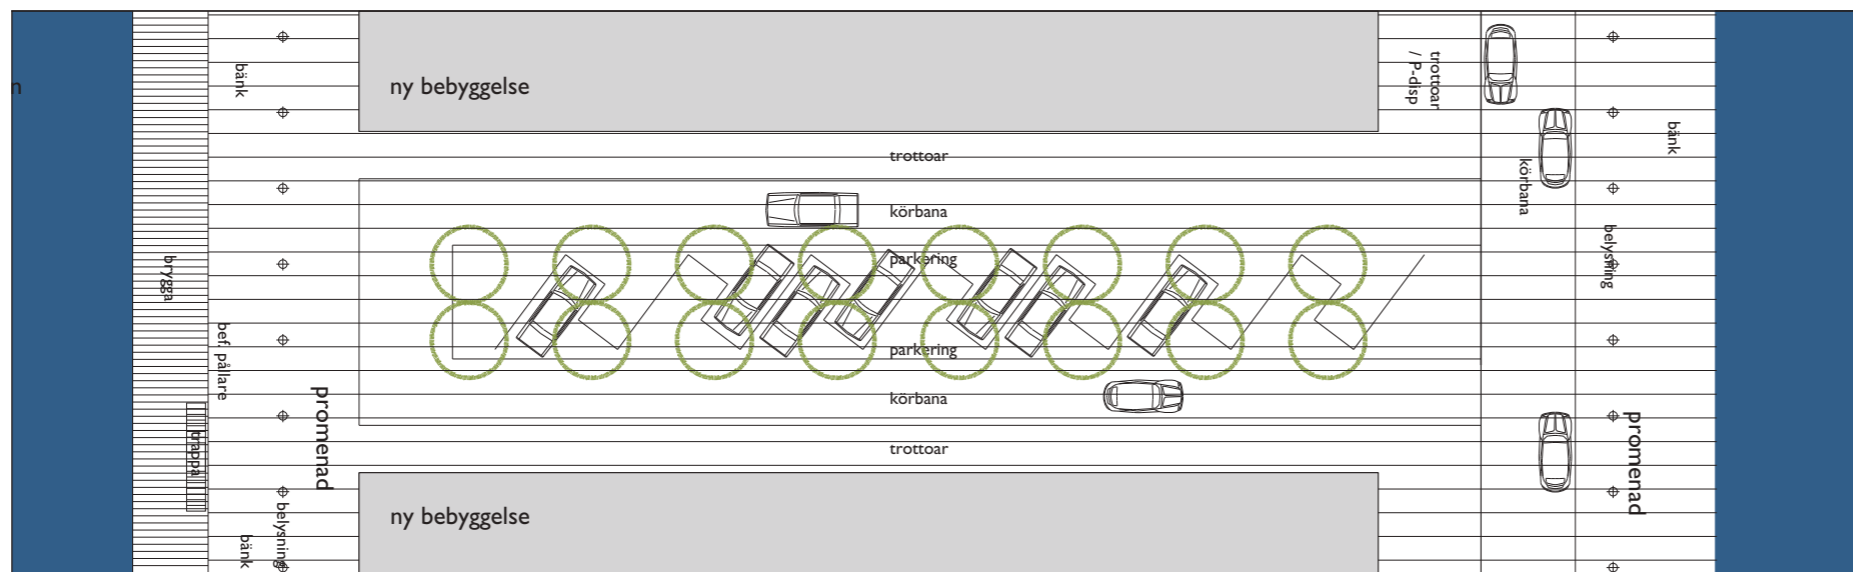 n
bänk
ny bebyggelse
trottoar
/ P-disp
bänk
trottoar
körbana
körbana
belysning
brygga
parkering
bef. pållare
parkering
promenad
körbana
promenad
trappa
trottoar
ny bebyggelse
belysning
bänk